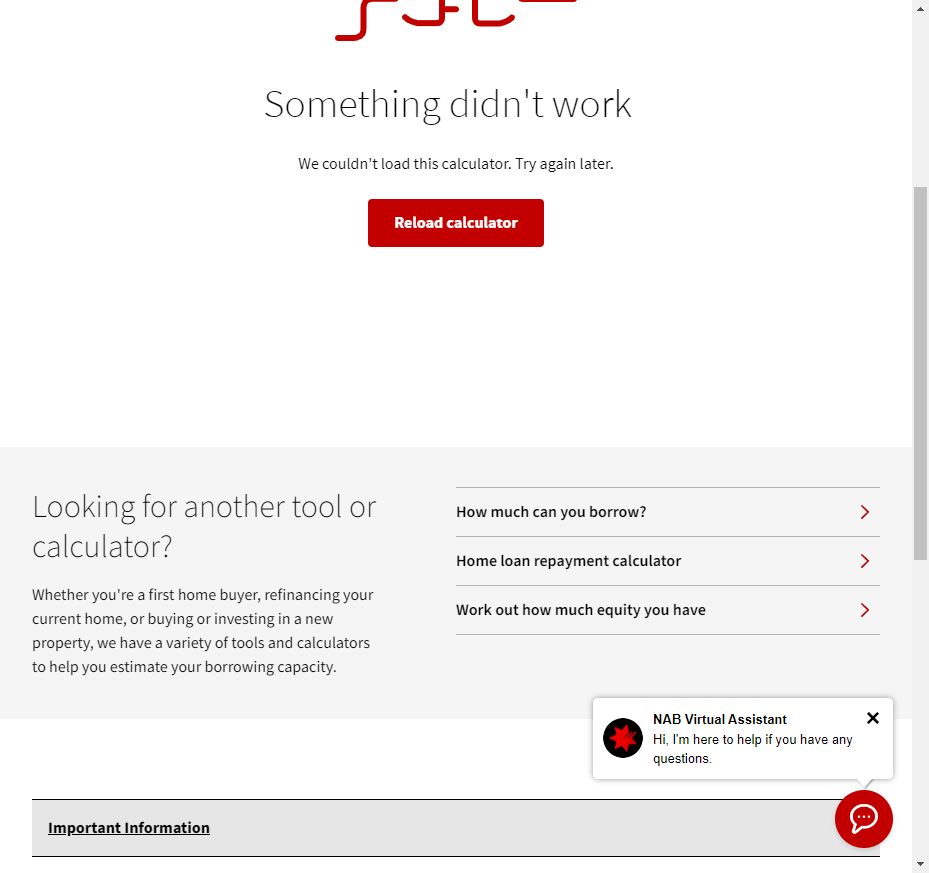 Something didn't work
We couldn't load this calculator. Try again later.
Reload calculator
Looking for another tool or
calculator?
Whether you're a first home buyer, refinancing your
current home, or buying or investing in a new
property, we have a variety of tools and calculators
to help you estimate your borrowing capacity.
How much can you borrow?
Home loan repayment calculator
Work out how much equity you have
NAB Virtual Assistant
Hi, I'm here to help if you have any
questions.
Important Information